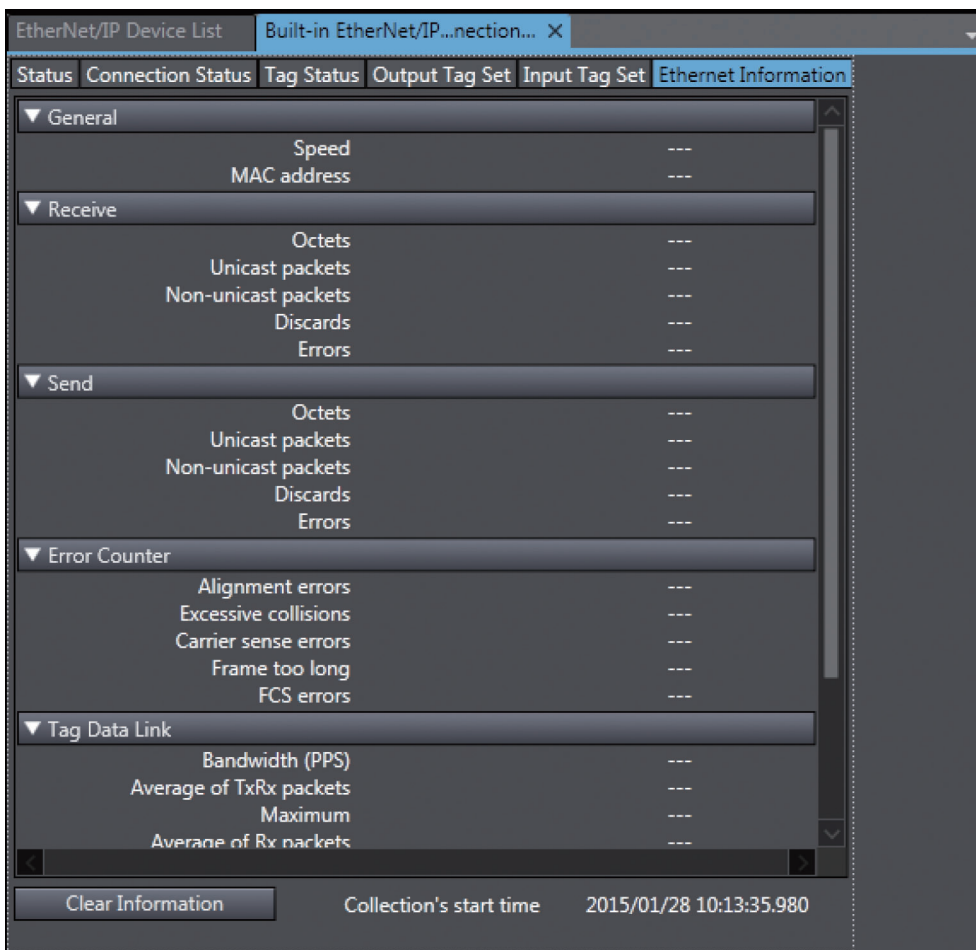 EtherNet/IP Device List Built-in EtherNet/IP...nection... X
Status Connection Status Tag Status Output Tag Set Input Tag Set Ethernet Information
▼ General
Speed ---
MAC address ---
▼ Receive
Octets ---
Unicast packets ---
Non-unicast packets ---
Discards ---
Errors ---
▼ Send
Octets ---
Unicast packets ---
Non-unicast packets ---
Discards ---
Errors ---
▼ Error Counter
Alignment errors ---
Excessive collisions ---
Carrier sense errors ---
Frame too long ---
FCS errors ---
▼ Tag Data Link
Bandwidth (PPS) ---
Average of TxRx packets ---
Maximum ---
Average of Rx packets ---
Clear Information Collection's start time 2015/01/28 10:13:35.980